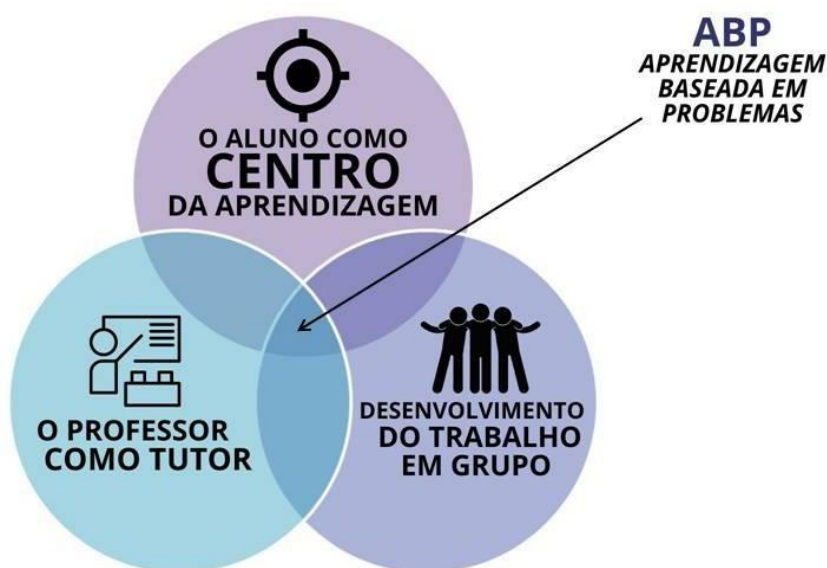 ABP
APRENDIZAGEM
BASEADA EM
PROBLEMAS
O ALUNO COMO
CENTRO
DA APRENDIZAGEM
O PROFESSOR
COMO TUTOR
DESENVOLVIMENTO
DO TRABALHO
EM GRUPO